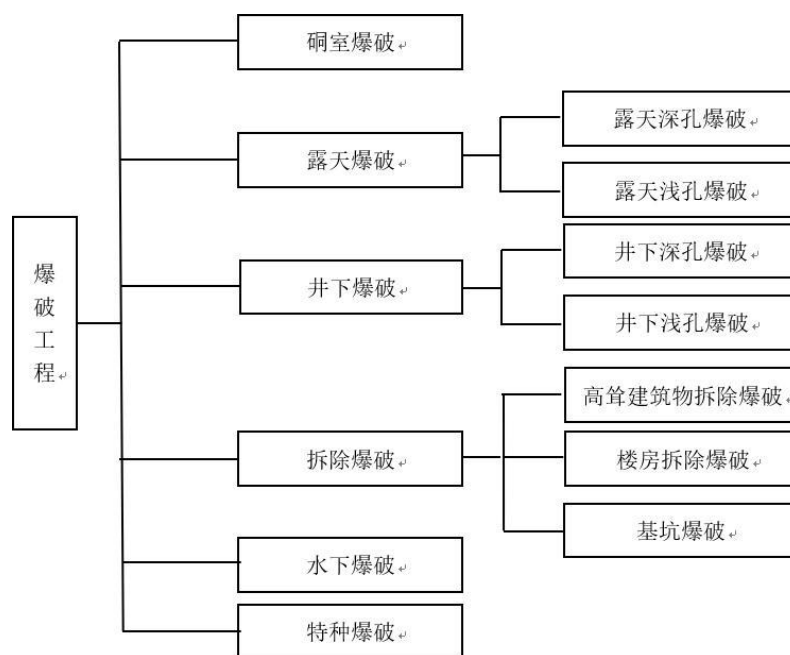 爆破工程
硐室爆破
露天爆破
露天深孔爆破
露天浅孔爆破
井下爆破
井下深孔爆破
井下浅孔爆破
拆除爆破
高耸建筑物拆除爆破
楼房拆除爆破
基坑爆破
水下爆破
特种爆破